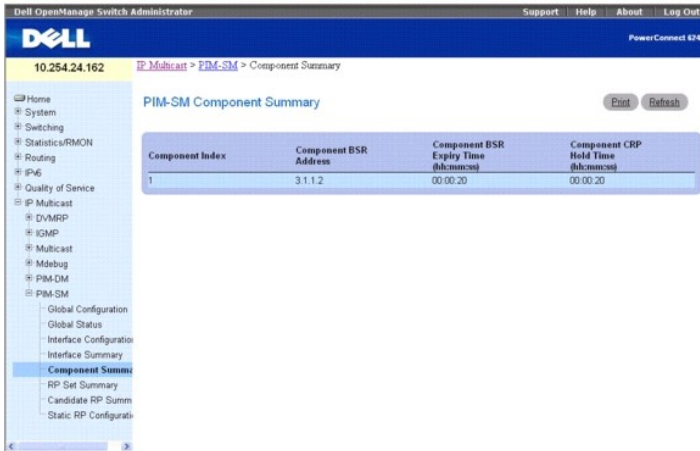 Dell OpenManage Switch Administrator
Support Help About Log Out
DELL
PowerConnect 624
10.254.24.162
IP Multicast > PIM-SM > Component Summary
Home
System
Switching
Statistics/RMON
Routing
IPv6
Quality of Service
IP Multicast
DVMRP
IGMP
Multicast
Mdebug
PIM-DM
PIM-SM
Global Configuration
Global Status
Interface Configuration
Interface Summary
Component Summa
RP Set Summary
Candidate RP Summ
Static RP Configurati
PIM-SM Component Summary
Print Refresh
Component Index
Component BSR
Address
Component BSR
Expiry Time
(hh:mm:ss)
Component CRP
Hold Time
(hh:mm:ss)
1 3.1.1.2 00:00:20 00:00:20